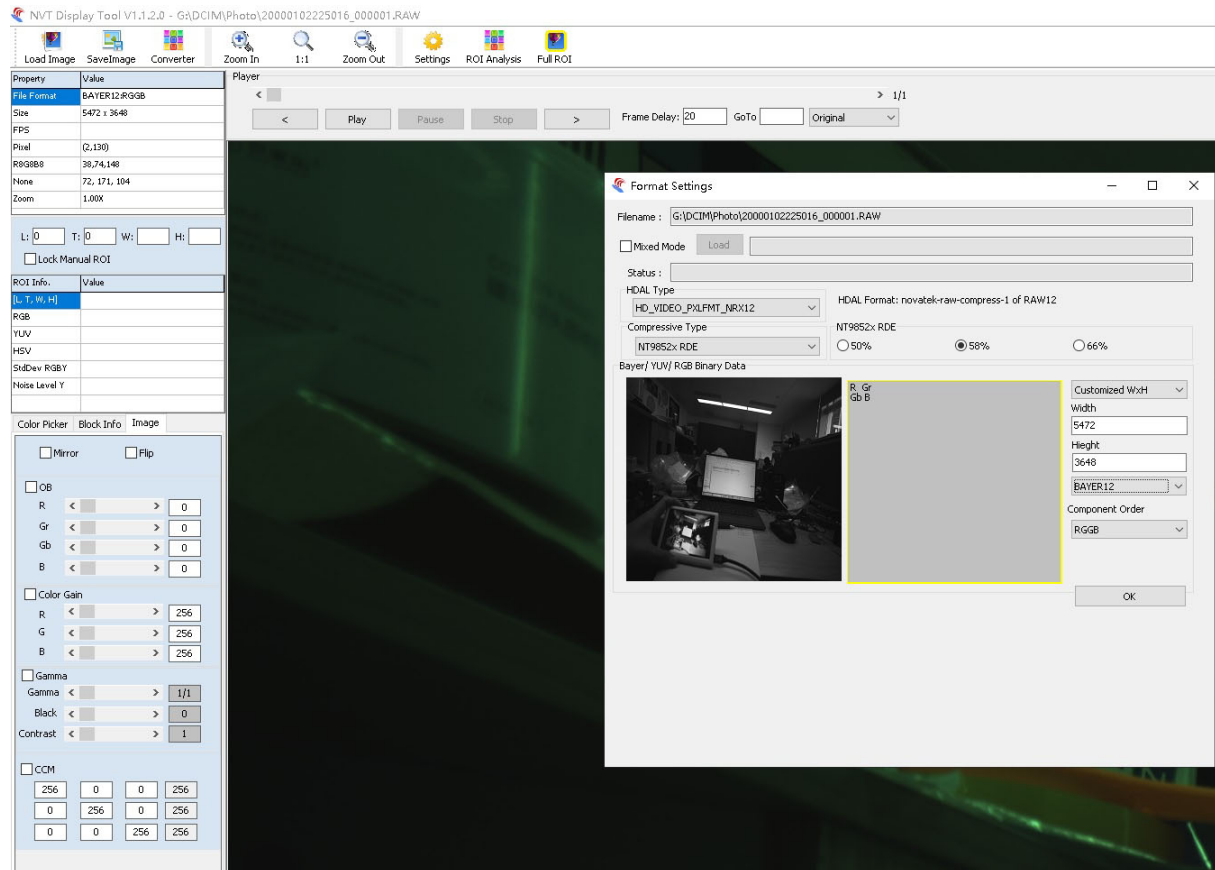 NVT Display Tool V1.1.2.0 - G:\DCIM\Photo\20000102225016_000001.RAW
Load Image SaveImage Converter Zoom In 1:1 Zoom Out Settings ROI Analysis Full ROI
Property Value
File Format BAYER12:RGGB
Size 5472 x 3648
FPS
Pixel (2,130)
R8G8B8 38,74,148
None 72, 171, 104
Zoom 1.00X
L: 0 T: 0 W: H:
Lock Manual ROI
ROI Info. Value
[L, T, W, H]
RGB
YUV
HSV
StdDev RGBY
Noise Level Y
Color Picker Block Info Image
Mirror Flip
OB
R < > 0
Gr < > 0
Gb < > 0
B < > 0
Color Gain
R < > 256
G < > 256
B < > 256
Gamma
Gamma < > 1/1
Black < > 0
Contrast < > 1
CCM
256 0 0 256
0 256 0 256
0 0 256 256
Player
< > 1/1
< Play Pause Stop > Frame Delay: 20 GoTo Original
Format Settings
Filename : G:\DCIM\Photo\20000102225016_000001.RAW
Mixed Mode Load
Status :
HDAL Type
HD_VIDEO_PXLFMT_NRX12
HDAL Format: novatek-raw-compress-1 of RAW12
Compressive Type
NT9852x RDE
NT9852x RDE
50% 58% 66%
Bayer/ YUV/ RGB Binary Data
R Gr
Gb B
Customized WxH
Width
5472
Hieght
3648
BAYER12
Component Order
RGGB
OK